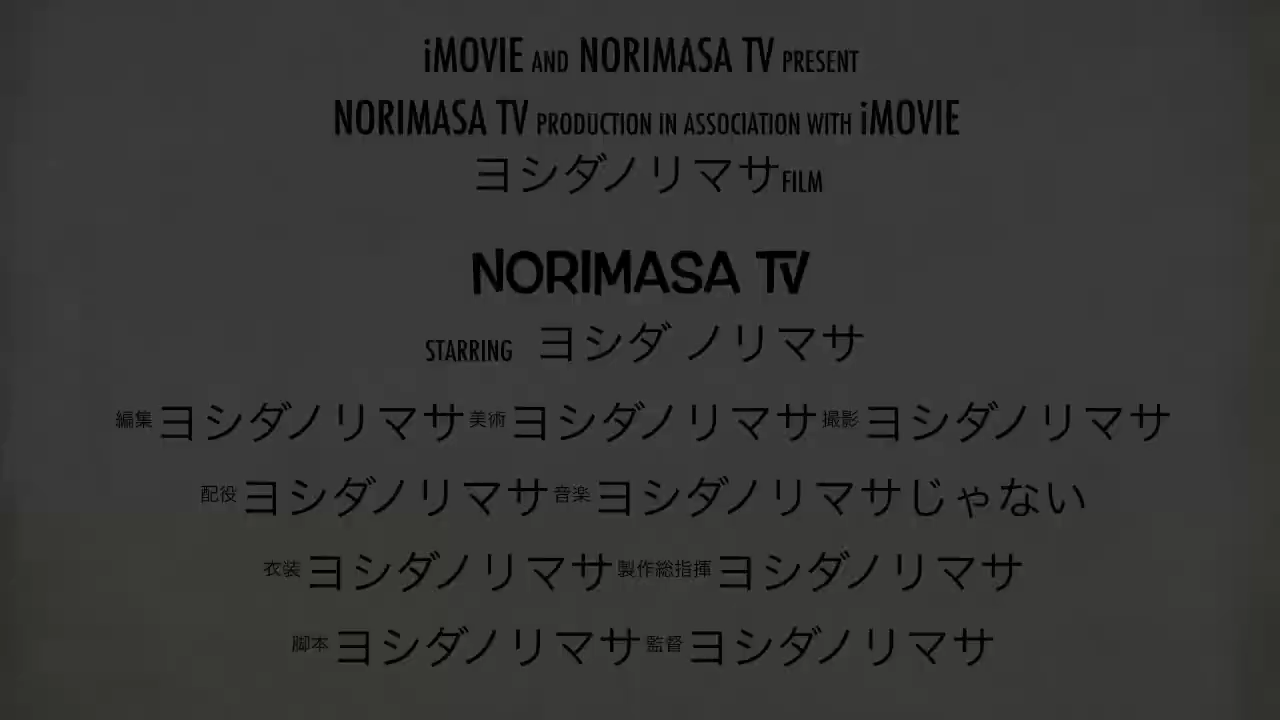 iMOVIE AND NORIMASA TV PRESENT
NORIMASA TV PRODUCTION IN ASSOCIATION WITH iMOVIE
ヨシダノリマサ FILM
NORIMASA TV
STARRING ヨシダ ノリマサ
編集 ヨシダノリマサ 美術 ヨシダノリマサ 撮影 ヨシダノリマサ
配役 ヨシダノリマサ 音楽 ヨシダノリマサじゃない
衣装 ヨシダノリマサ 製作総指揮 ヨシダノリマサ
脚本 ヨシダノリマサ 監督 ヨシダノリマサ